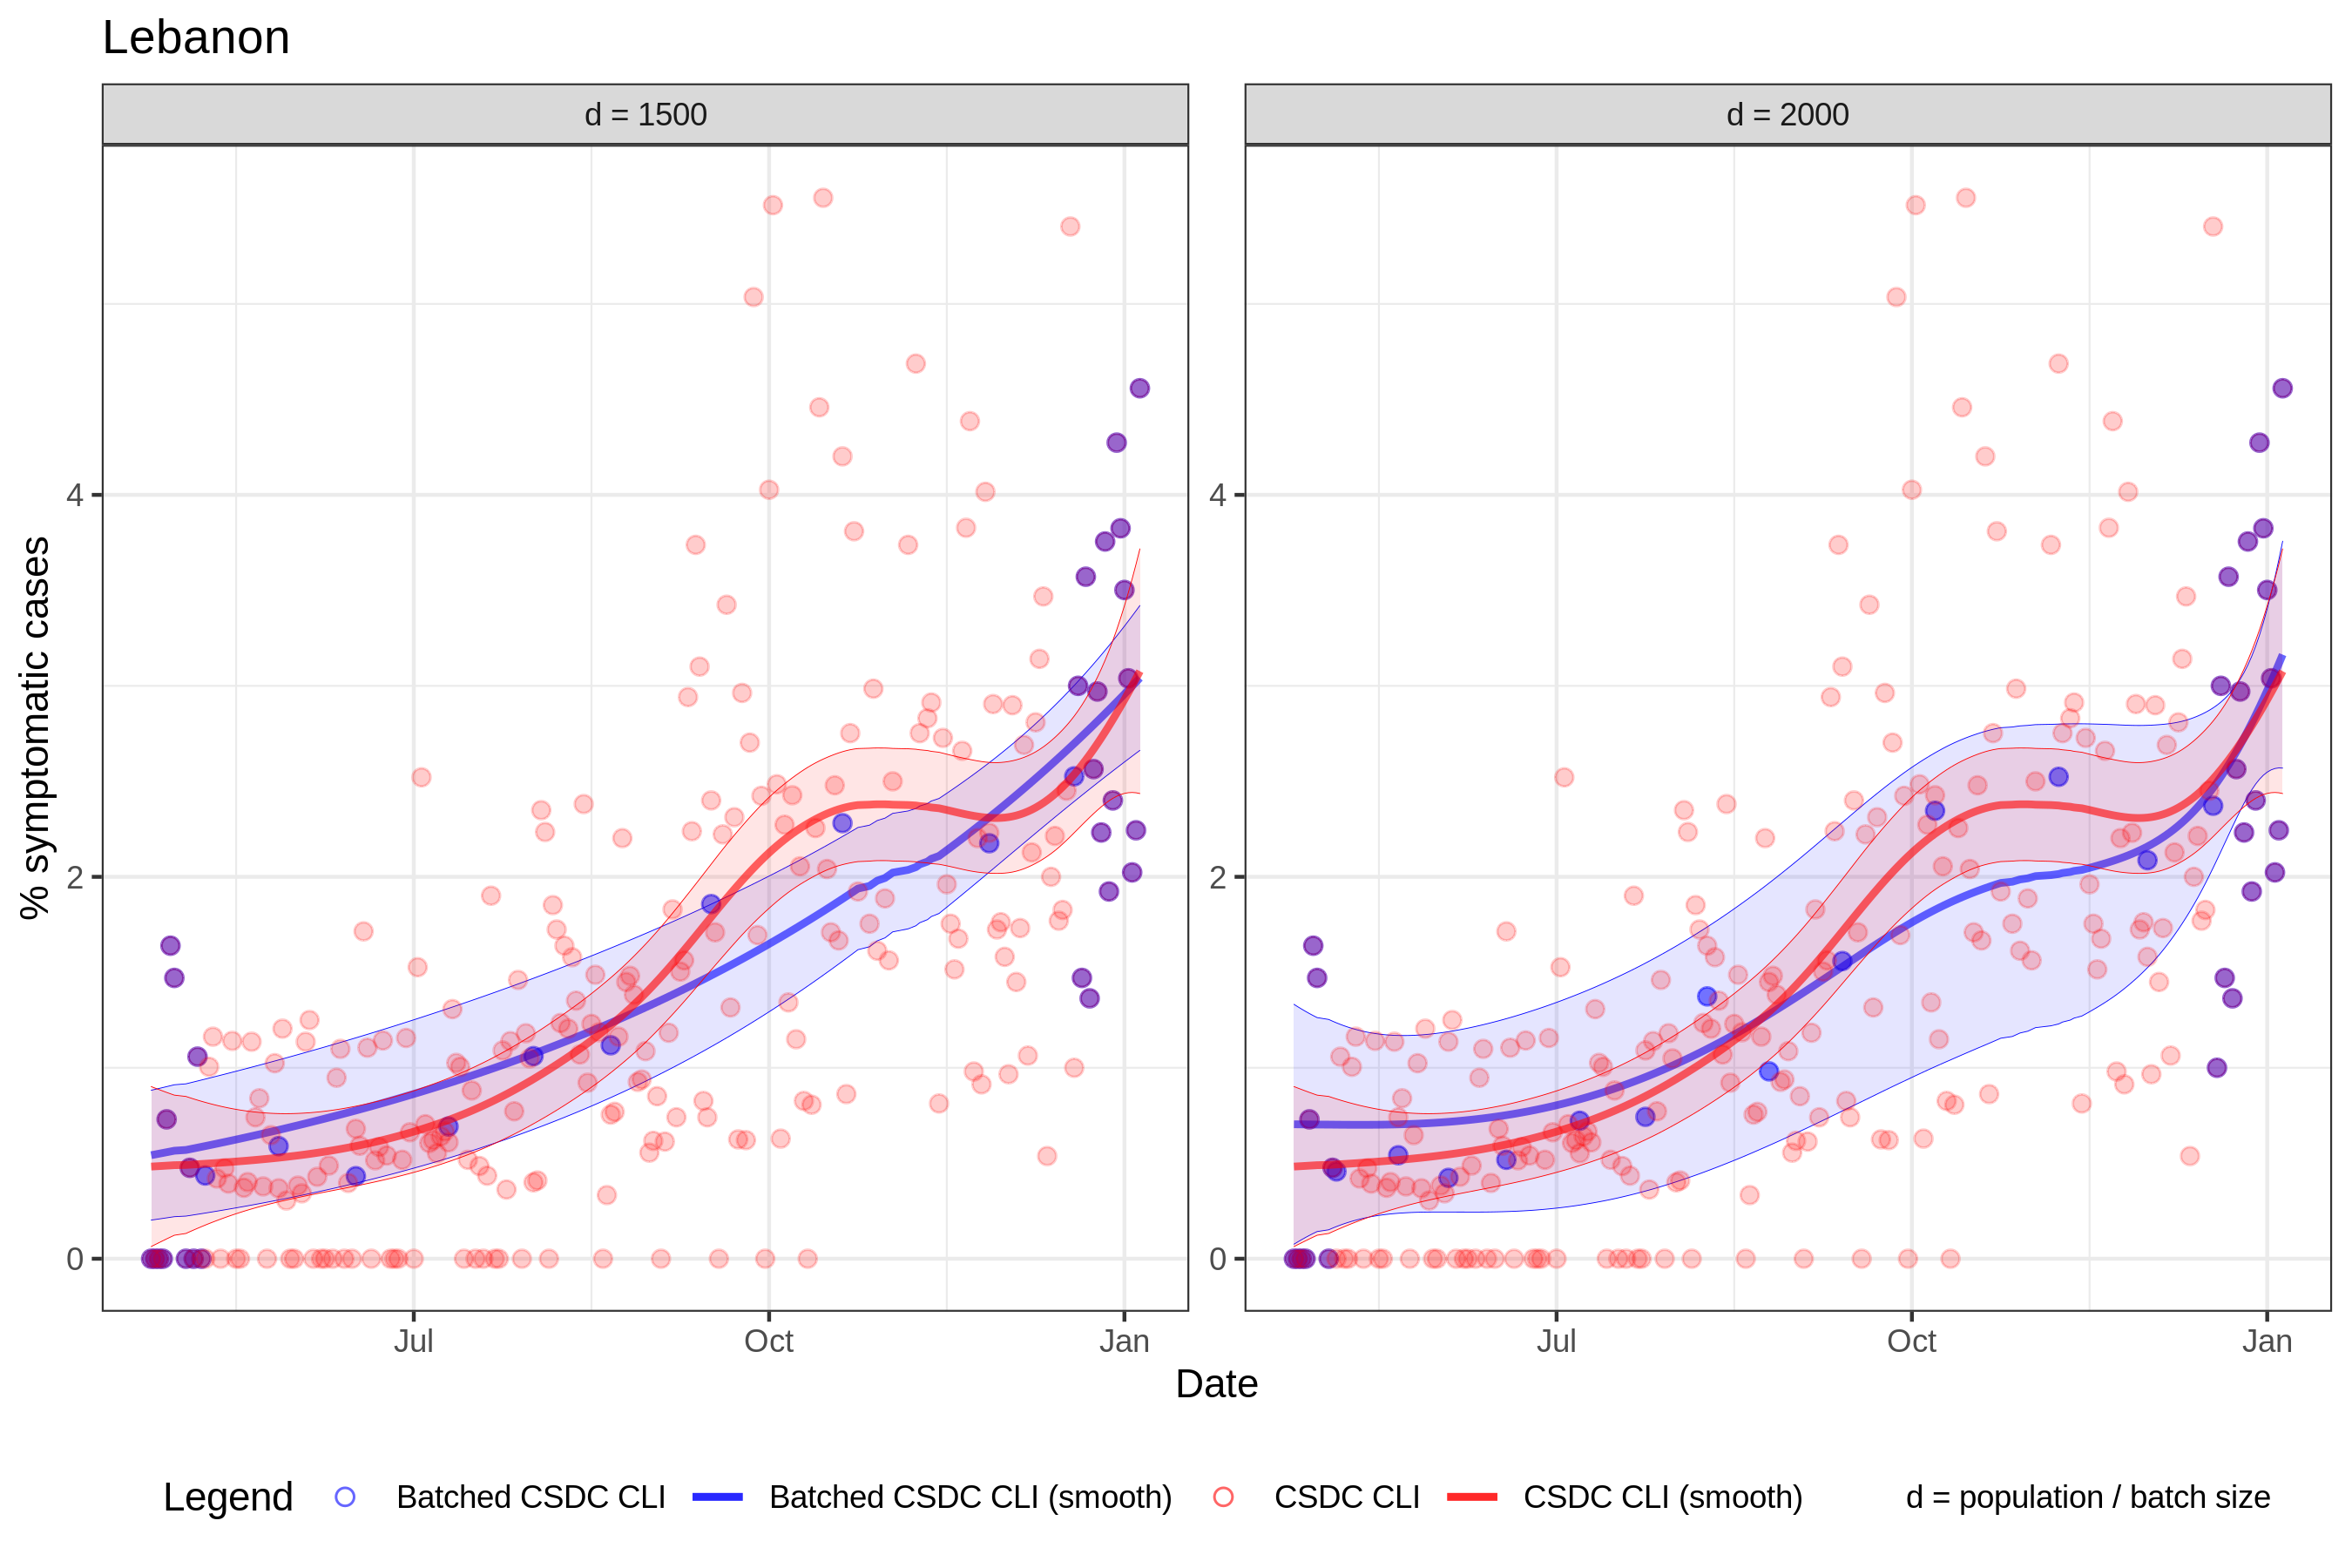 Lebanon
d = 1500
d = 2000
% symptomatic cases
4
2
0
4
2
0
Jul
Oct
Jan
Jul
Oct
Jan
Date
Legend
Batched CSDC CLI
Batched CSDC CLI (smooth)
CSDC CLI
CSDC CLI (smooth)
d = population / batch size